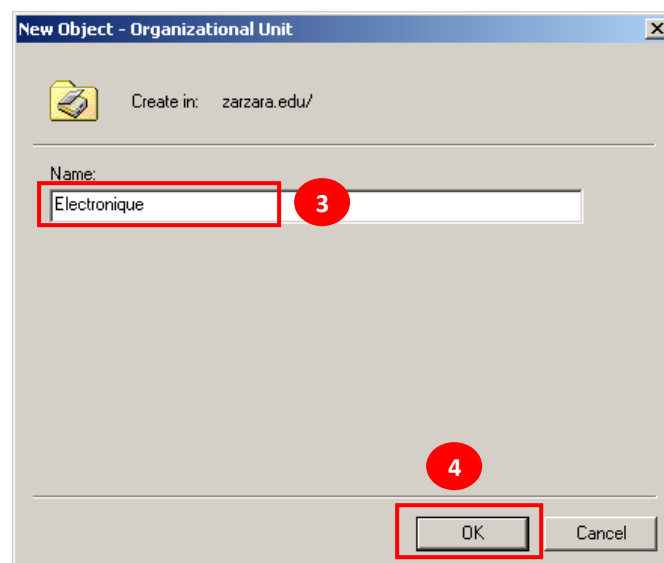 New Object - Organizational Unit
Create in: zarzara.edu/
Name:
Electronique
3
4
OK Cancel